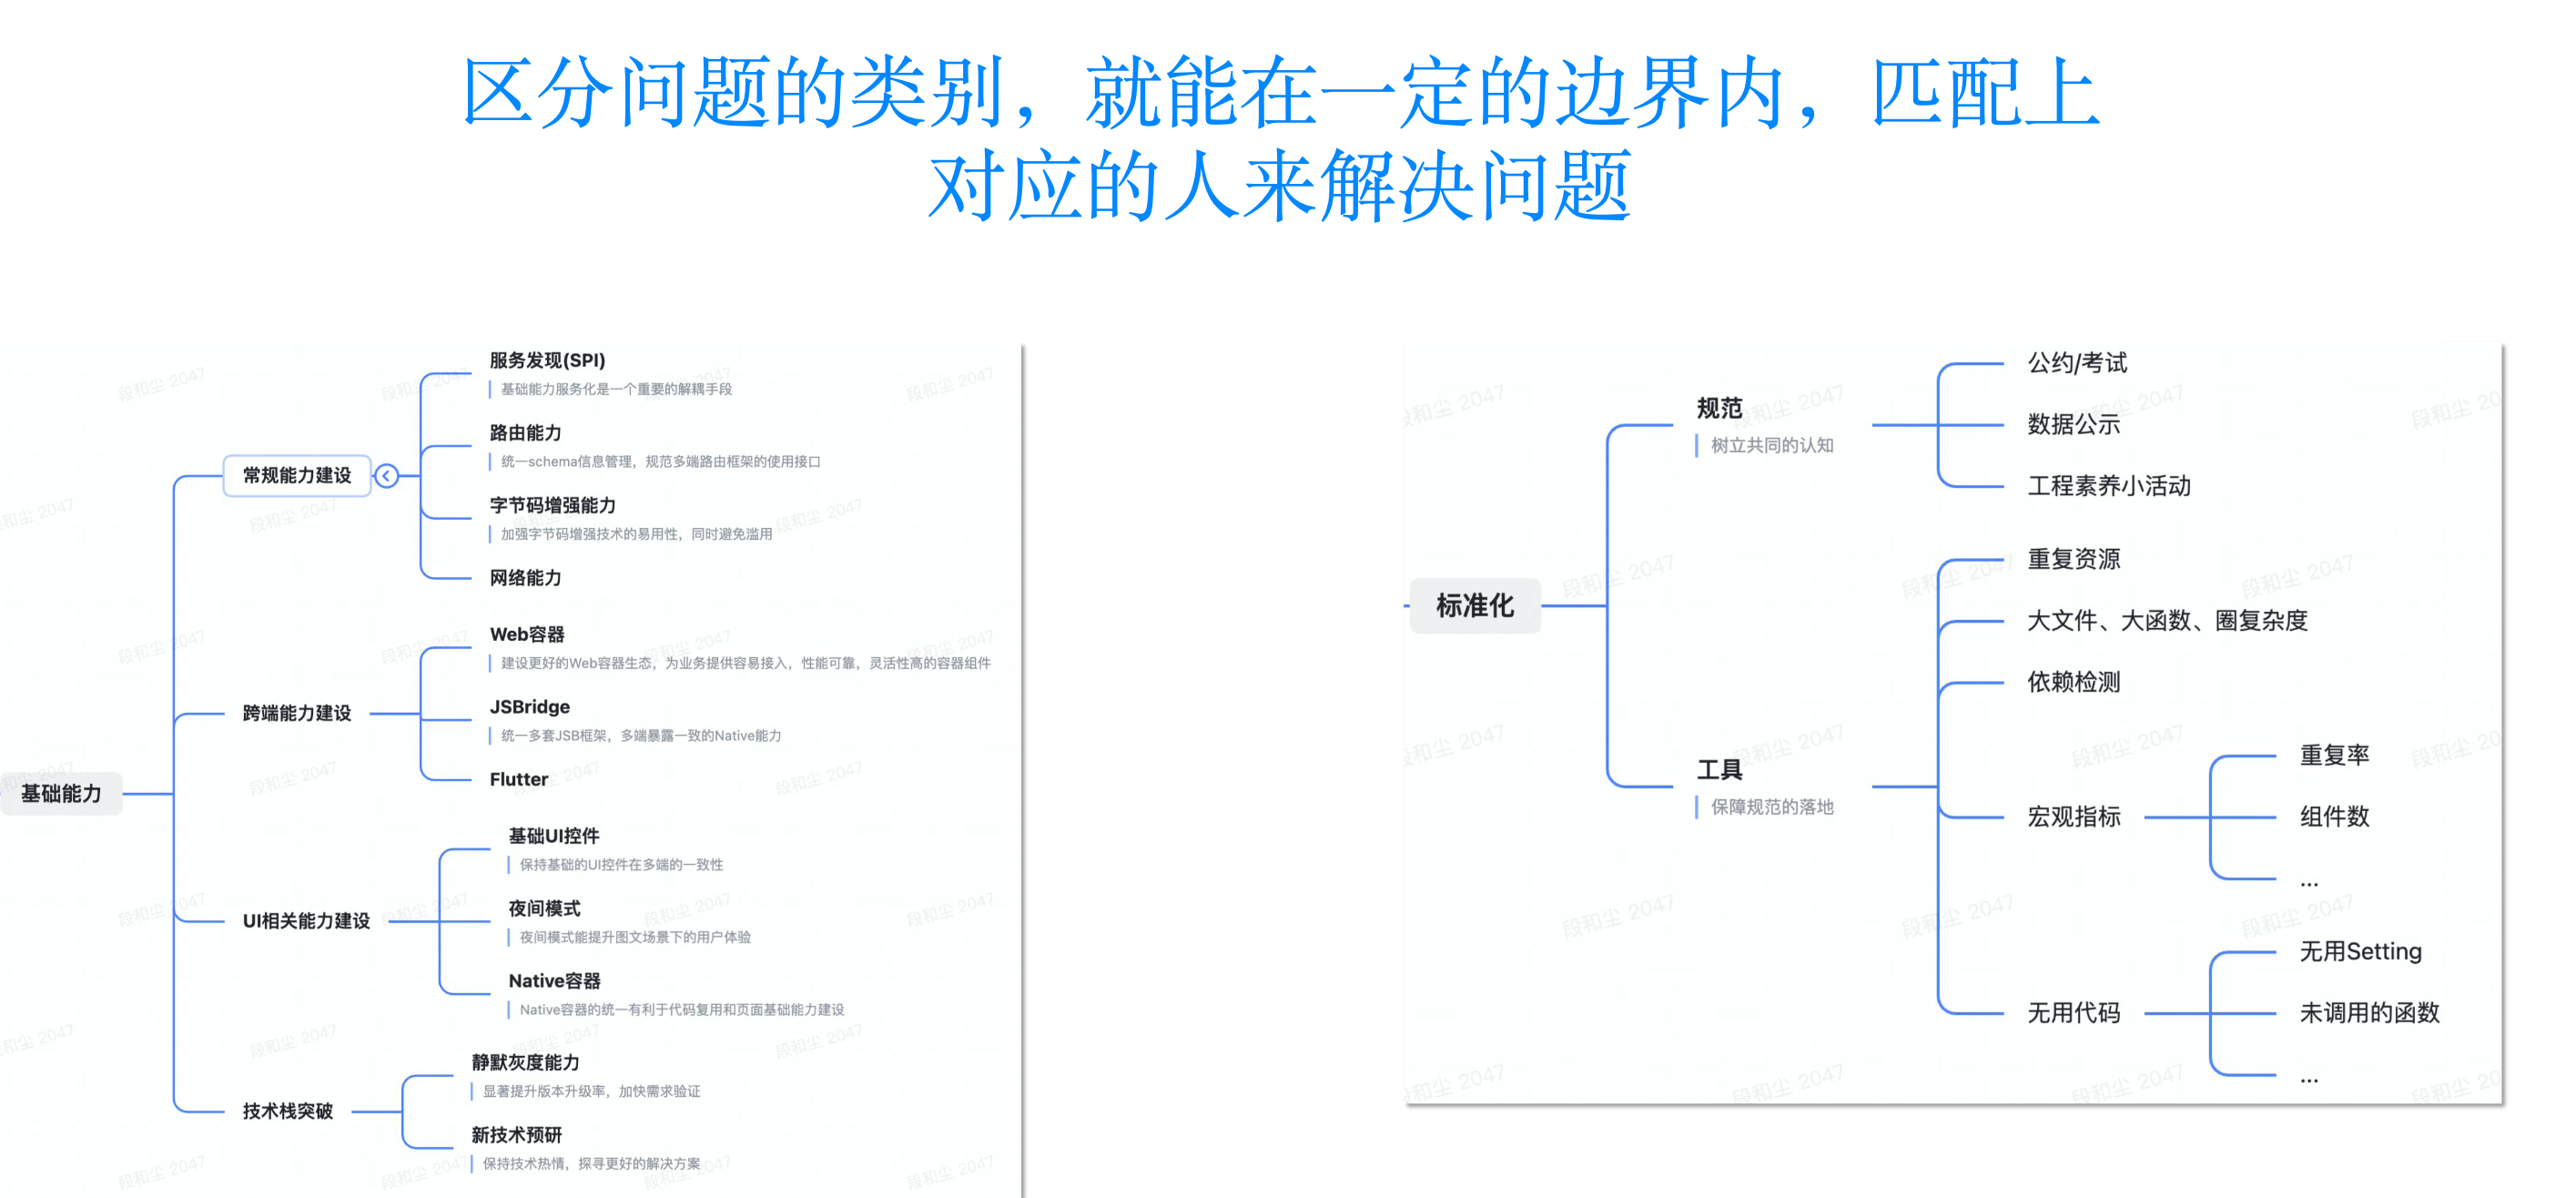 区分问题的类别，就能在一定的边界内，匹配上
对应的人来解决问题
基础能力
常规能力建设
服务发现(SPI)
基础能力服务化是一个重要的解耦手段
路由能力
统一schema信息管理，规范多端路由框架的使用接口
字节码增强能力
加强字节码增强技术的易用性，同时避免滥用
网络能力
跨端能力建设
Web容器
建设更好的Web容器生态，为业务提供容易接入，性能可靠，灵活性高的容器组件
JSBridge
统一多套JSB框架，多端暴露一致的Native能力
Flutter
UI相关能力建设
基础UI控件
保持基础的UI控件在多端的一致性
夜间模式
夜间模式能提升图文场景下的用户体验
Native容器
Native容器的统一有利于代码复用和页面基础能力建设
技术栈突破
静默灰度能力
显著提升版本升级率，加快需求验证
新技术预研
保持技术热情，探寻更好的解决方案
标准化
规范
树立共同的认知
公约/考试
数据公示
工程素养小活动
工具
保障规范的落地
重复资源
大文件、大函数、圈复杂度
依赖检测
宏观指标
重复率
组件数
...
无用代码
无用Setting
未调用的函数
...
段和尘 2047